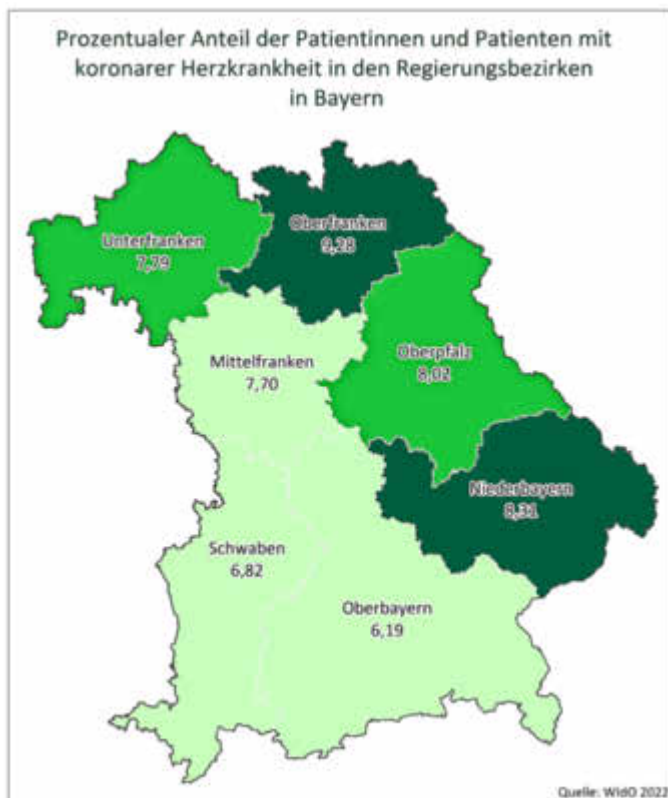 Prozentualer Anteil der Patientinnen und Patienten mit
koronarer Herzkrankheit in den Regierungsbezirken
in Bayern
Oberfranken
9,28
Unterfranken
7,79
Mittelfranken
7,70
Oberpfalz
8,02
Niederbayern
8,31
Schwaben
6,82
Oberbayern
6,19
Quelle: WIdO 2022